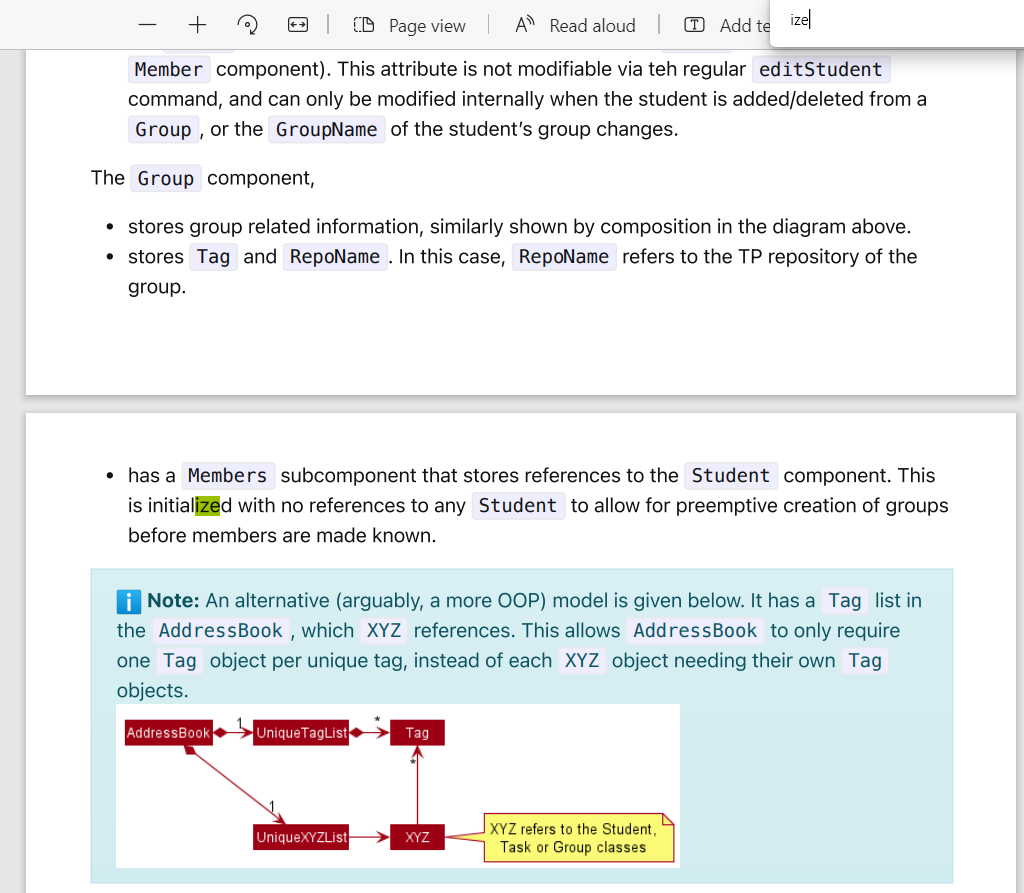 Page view
Read aloud
Add te
ize
Member component). This attribute is not modifiable via teh regular editStudent
command, and can only be modified internally when the student is added/deleted from a
Group , or the GroupName of the student’s group changes.
The Group component,
• stores group related information, similarly shown by composition in the diagram above.
• stores Tag and RepoName . In this case, RepoName refers to the TP repository of the
group.
• has a Members subcomponent that stores references to the Student component. This
is initialized with no references to any Student to allow for preemptive creation of groups
before members are made known.
i Note: An alternative (arguably, a more OOP) model is given below. It has a Tag list in
the AddressBook , which XYZ references. This allows AddressBook to only require
one Tag object per unique tag, instead of each XYZ object needing their own Tag
objects.
AddressBook 1 UniqueTagList * Tag
*
1
UniqueXYZList XYZ
XYZ refers to the Student,
Task or Group classes